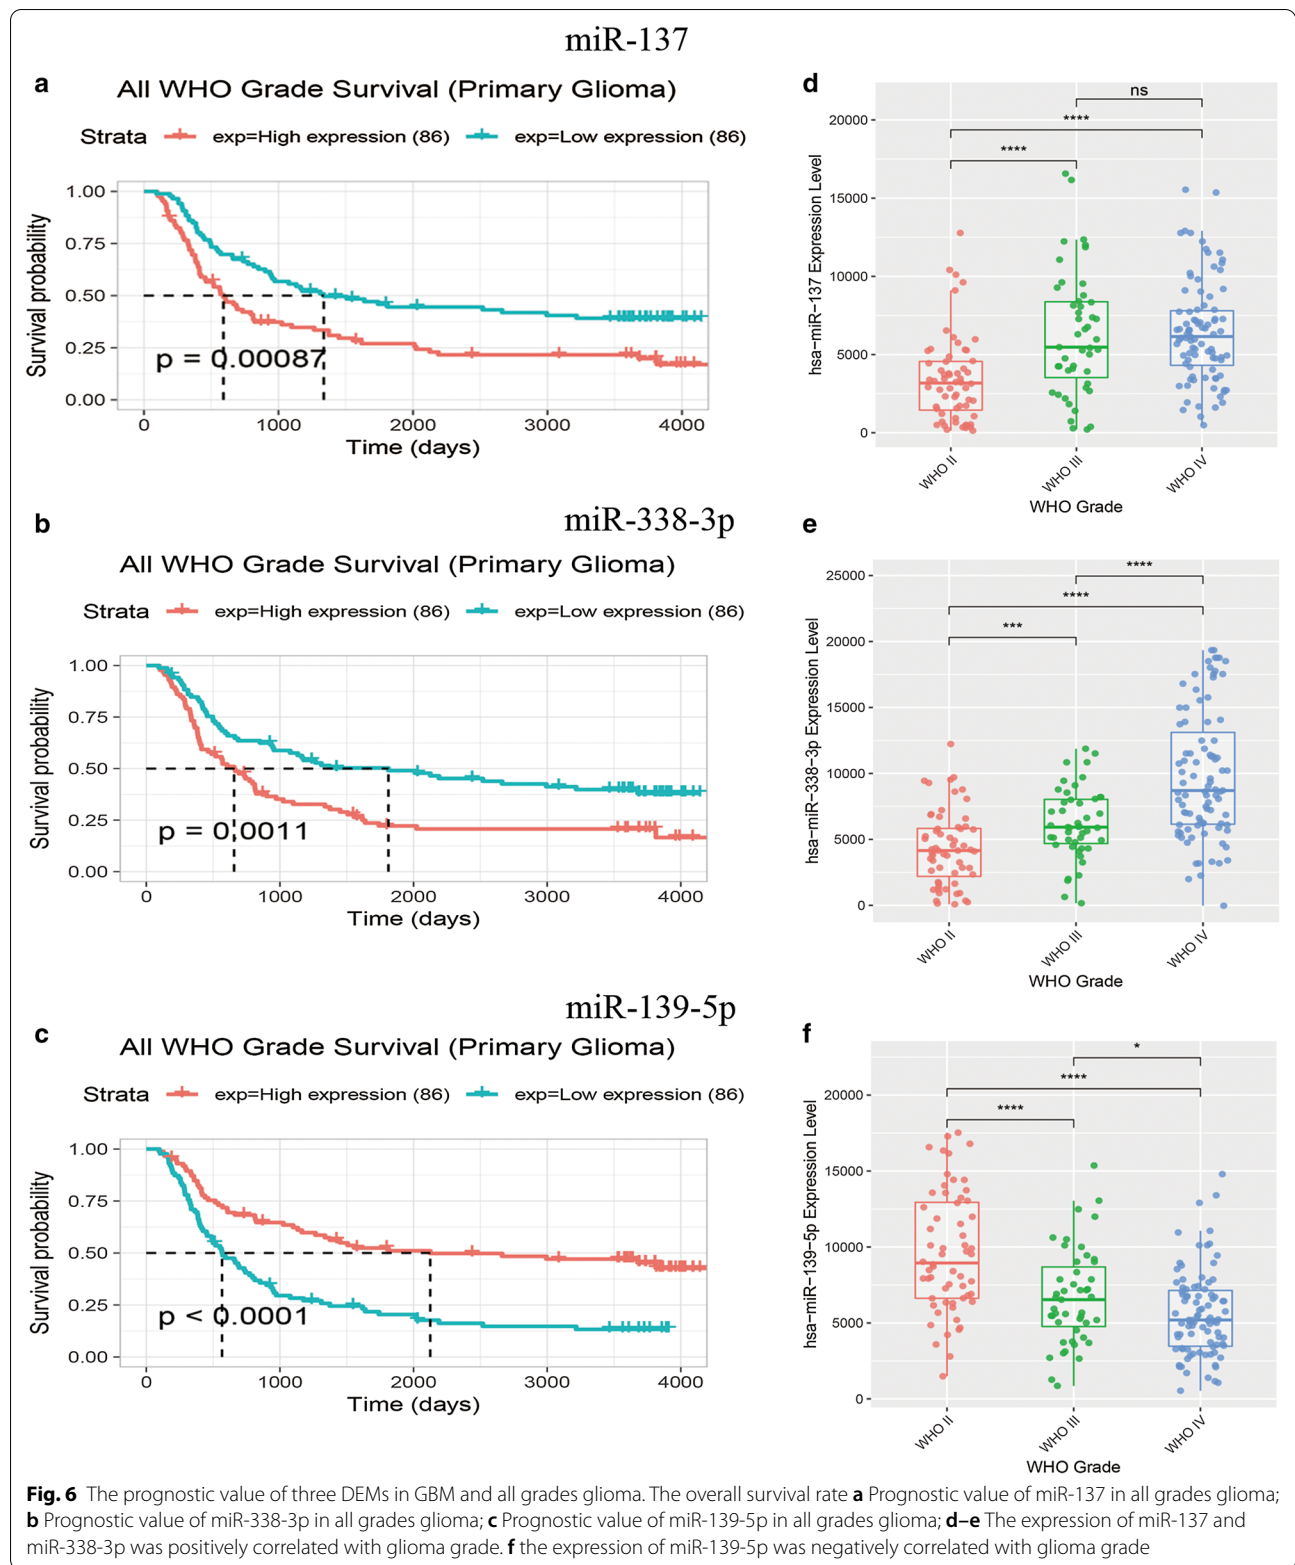 miR-137
a
All WHO Grade Survival (Primary Glioma)
Strata exp=High expression (86) exp=Low expression (86)
Survival probability
1.00
0.75
0.50
0.25
0.00
p = 0.00087
0 1000 2000 3000 4000
Time (days)
d
hsa−miR−137 Expression Level
20000
15000
10000
5000
0
ns
****
****
WHO II WHO III WHO IV
WHO Grade
miR-338-3p
b
All WHO Grade Survival (Primary Glioma)
Strata exp=High expression (86) exp=Low expression (86)
Survival probability
1.00
0.75
0.50
0.25
0.00
p = 0.0011
0 1000 2000 3000 4000
Time (days)
e
hsa−miR−338−3p Expression Level
25000
20000
15000
10000
5000
0
****
****
***
WHO II WHO III WHO IV
WHO Grade
miR-139-5p
c
All WHO Grade Survival (Primary Glioma)
Strata exp=High expression (86) exp=Low expression (86)
Survival probability
1.00
0.75
0.50
0.25
0.00
p < 0.0001
0 1000 2000 3000 4000
Time (days)
f
hsa−miR−139−5p Expression Level
20000
15000
10000
5000
0
*
****
****
WHO II WHO III WHO IV
WHO Grade
Fig. 6 The prognostic value of three DEMs in GBM and all grades glioma. The overall survival rate a Prognostic value of miR-137 in all grades glioma;
b Prognostic value of miR-338-3p in all grades glioma; c Prognostic value of miR-139-5p in all grades glioma; d–e The expression of miR-137 and
miR-338-3p was positively correlated with glioma grade. f the expression of miR-139-5p was negatively correlated with glioma grade